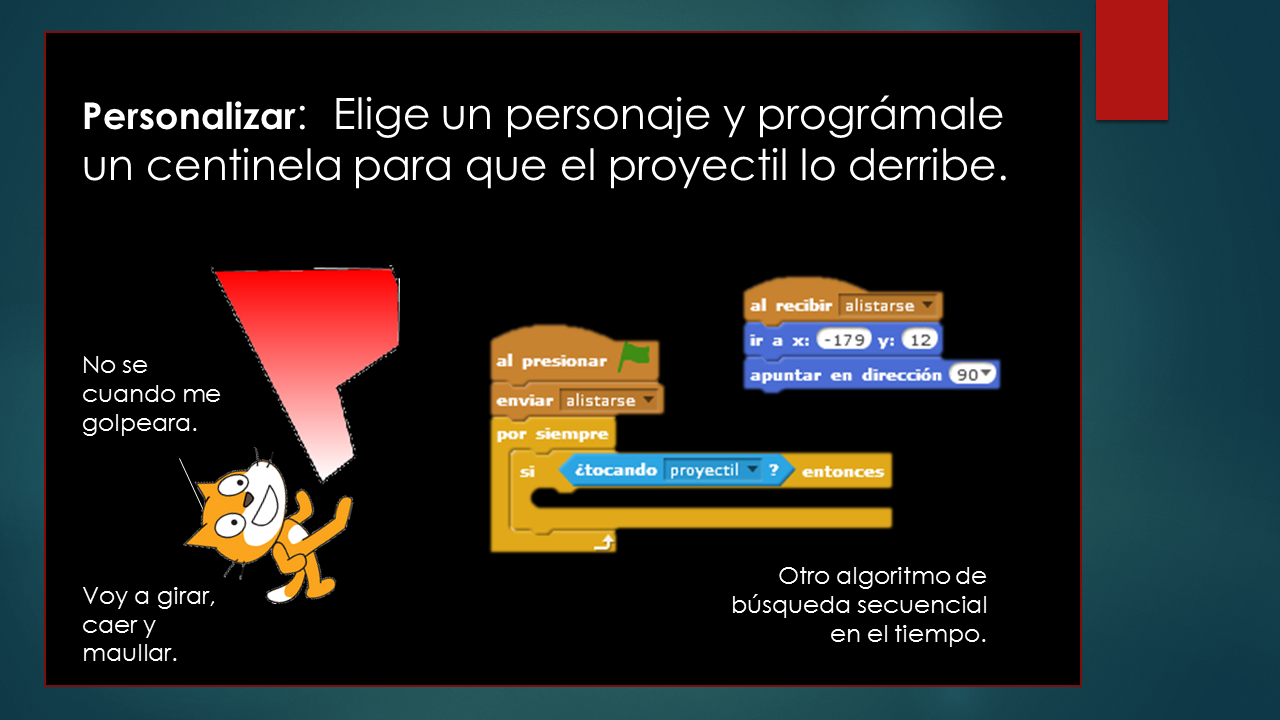 Personalizar:  Elige un personaje y prográmale
un centinela para que el proyectil lo derribe.
No se
cuando me
golpeara.
Voy a girar,
caer y
maullar.
al presionar
enviar alistarse
por siempre
si ¿tocando proyectil ? entonces
al recibir alistarse
ir a x: -179 y: 12
apuntar en dirección 90
Otro algoritmo de
búsqueda secuencial
en el tiempo.